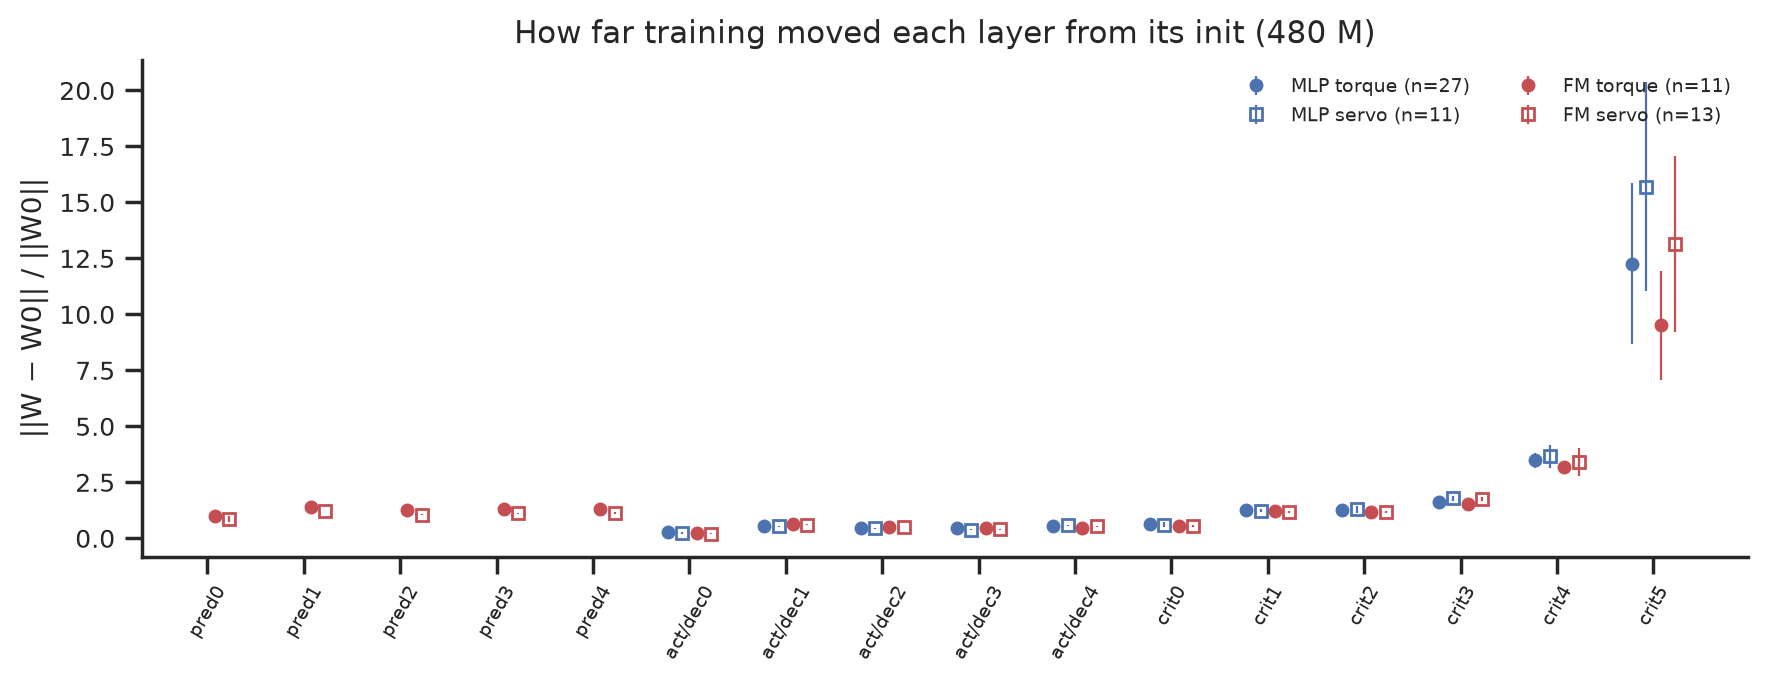 How far training moved each layer from its init (480 M)
MLP torque (n=27)
MLP servo (n=11)
FM torque (n=11)
FM servo (n=13)
||W − W0|| / ||W0||
20.0
17.5
15.0
12.5
10.0
7.5
5.0
2.5
0.0
pred0
pred1
pred2
pred3
pred4
act/dec0
act/dec1
act/dec2
act/dec3
act/dec4
crit0
crit1
crit2
crit3
crit4
crit5